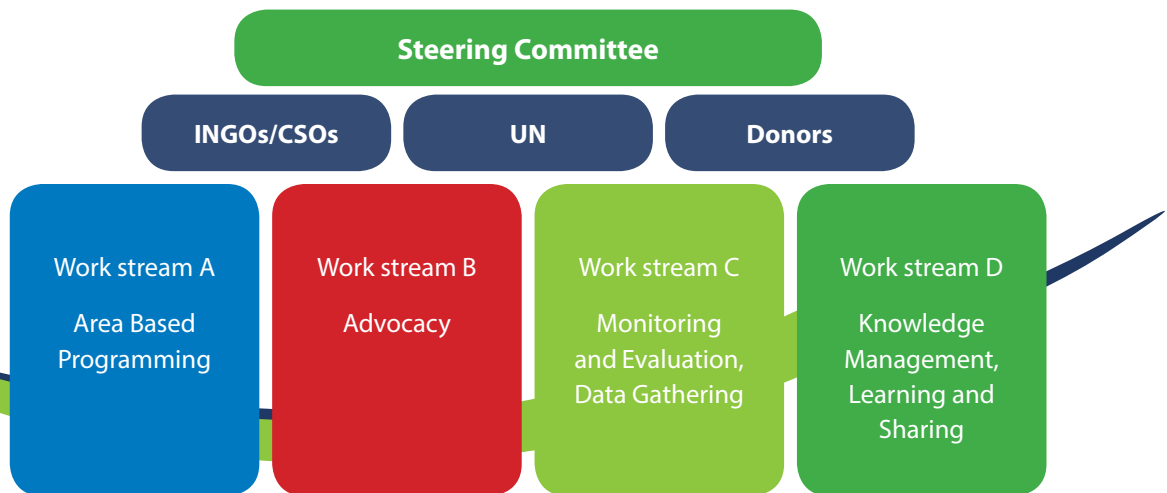 Steering Committee
INGOs/CSOs
UN
Donors
Work stream A
Area Based
Programming
Work stream B
Advocacy
Work stream C
Monitoring
and Evaluation,
Data Gathering
Work stream D
Knowledge
Management,
Learning and
Sharing